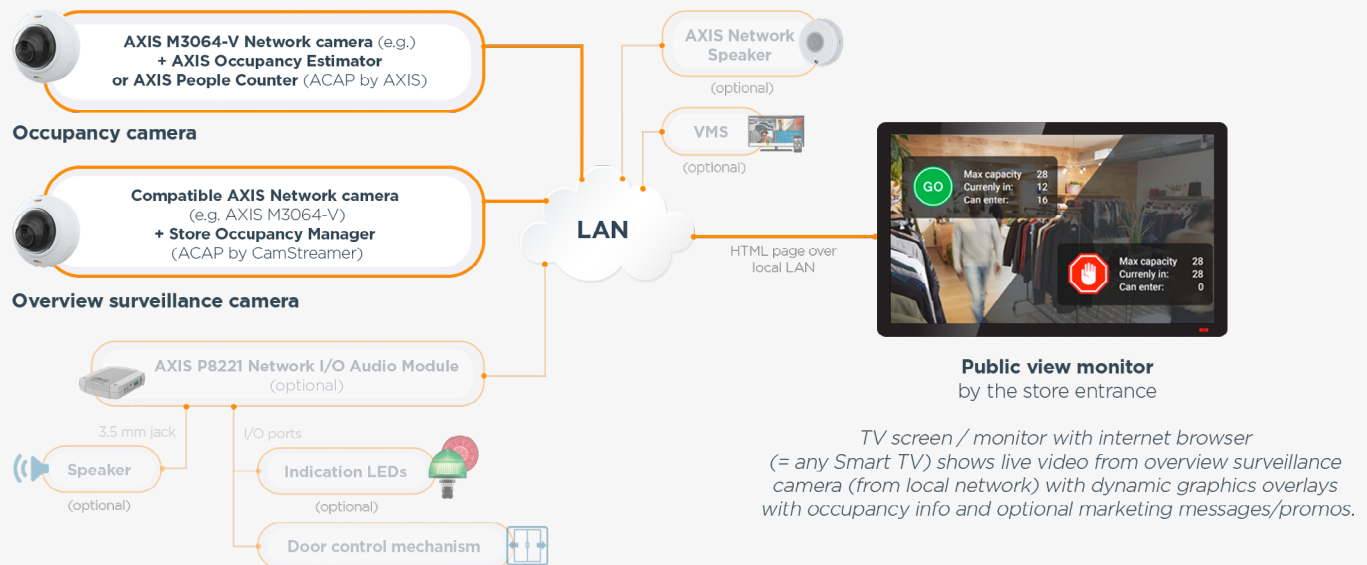 AXIS M3064-V Network camera (e.g.)
+ AXIS Occupancy Estimator
or AXIS People Counter (ACAP by AXIS)
Occupancy camera
Compatible AXIS Network camera
(e.g. AXIS M3064-V)
+ Store Occupancy Manager
(ACAP by CamStreamer)
Overview surveillance camera
AXIS P8221 Network I/O Audio Module
(optional)
3,5 mm jack
I/O ports
Speaker
(optional)
Indication LEDs
(optional)
Door control mechanism
AXIS Network
Speaker
(optional)
VMS
(optional)
LAN
HTML page over
local LAN
GO
Max capacity 28
Currenly in: 12
Can enter: 16
Max capacity 28
Currenly in: 28
Can enter: 0
Public view monitor
by the store entrance
TV screen / monitor with internet browser
(= any Smart TV) shows live video from overview surveillance
camera (from local network) with dynamic graphics overlays
with occupancy info and optional marketing messages/promos.